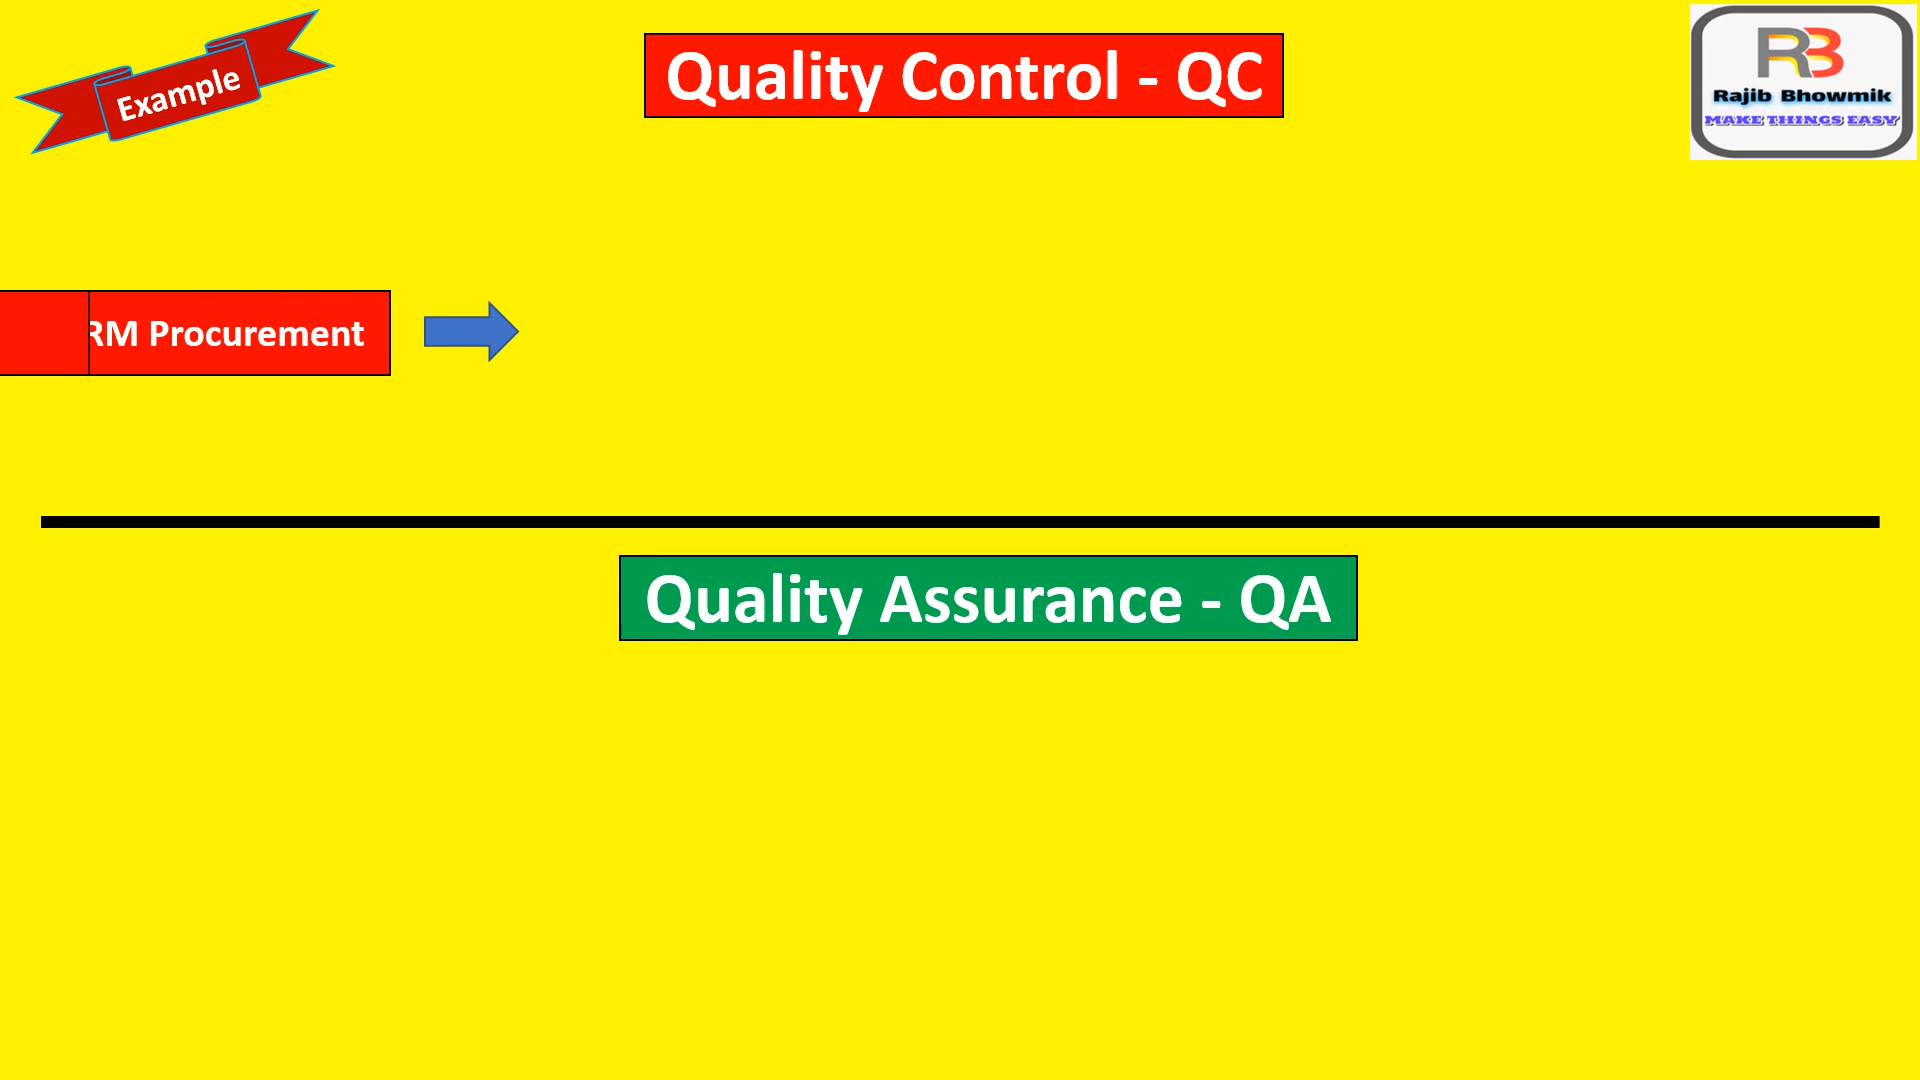 Example
Quality Control - QC
RB
Rajib Bhowmik
MAKE THINGS EASY
RM Procurement
Quality Assurance - QA